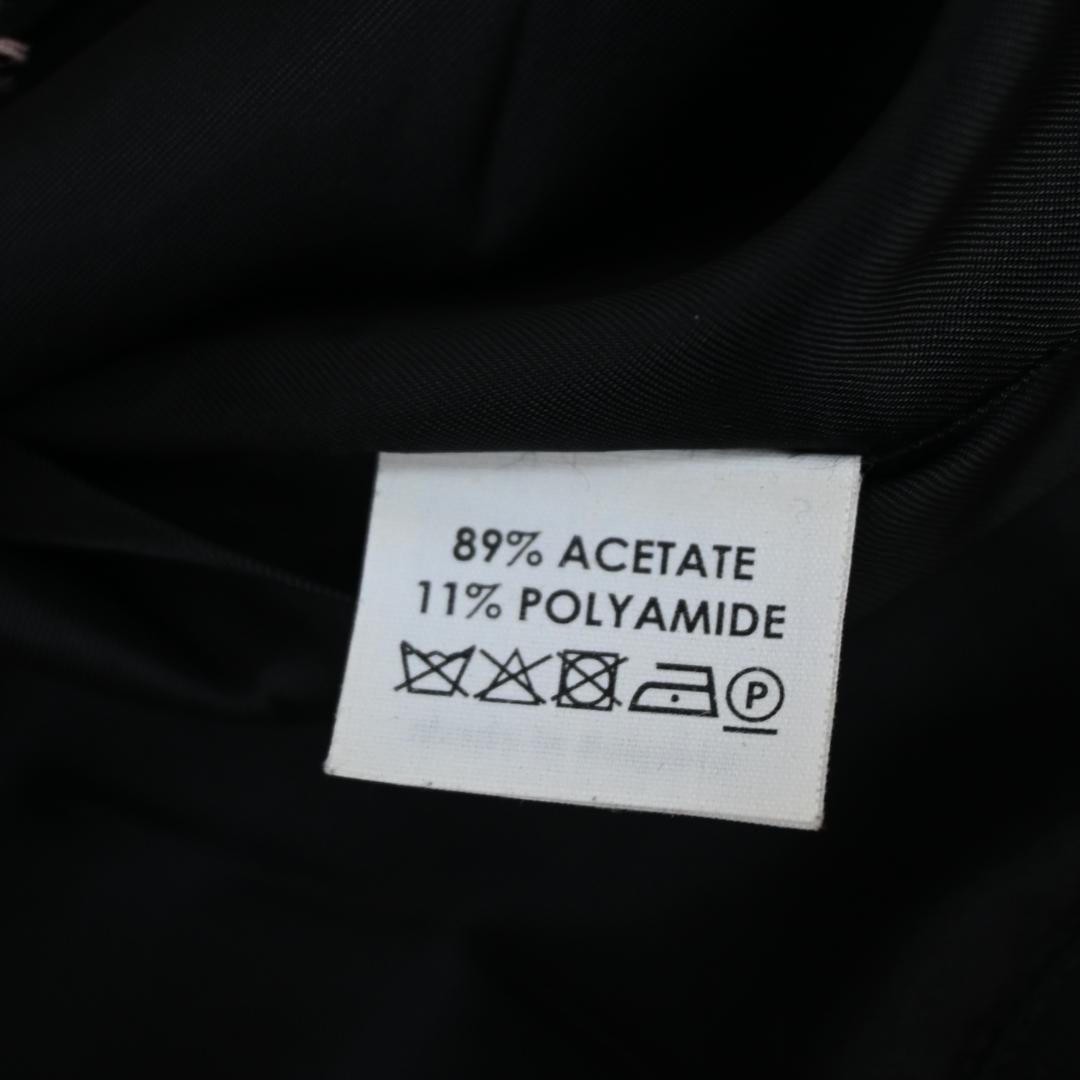 89% ACETATE
11% POLYAMIDE
P